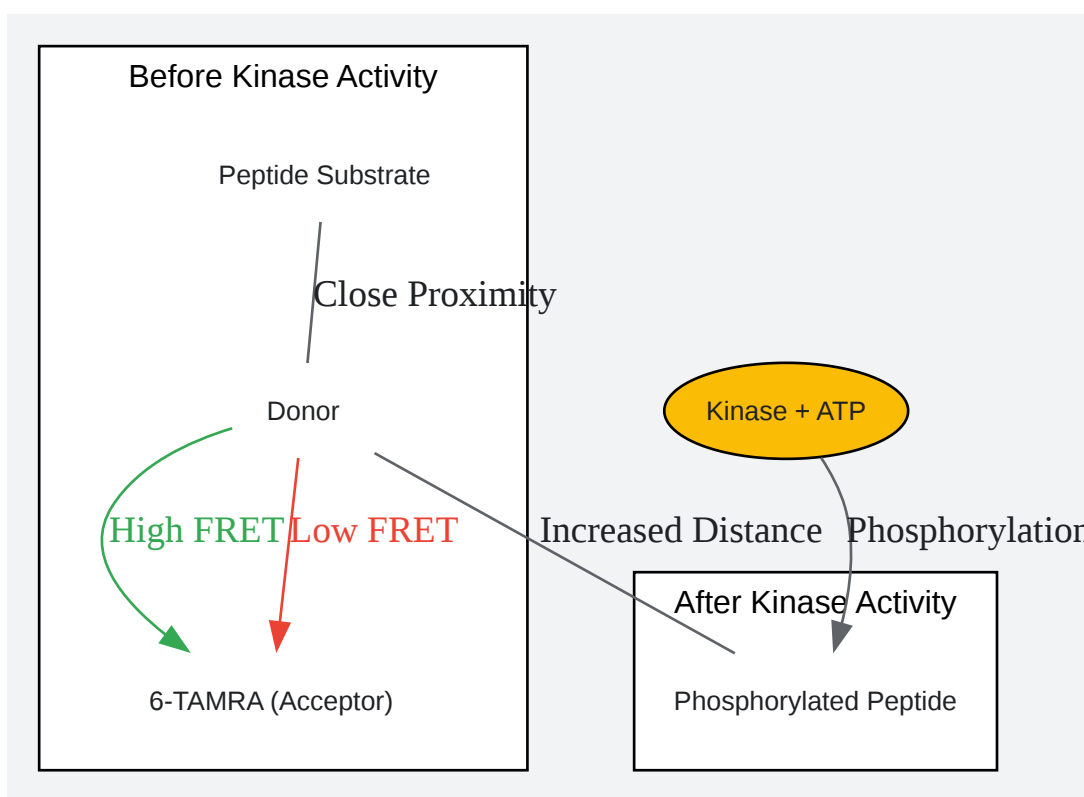 Before Kinase Activity
Peptide Substrate
Close Proximity
Donor
Kinase + ATP
High FRET
Low FRET
Increased Distance
Phosphorylation
After Kinase Activity
6-TAMRA (Acceptor)
Phosphorylated Peptide